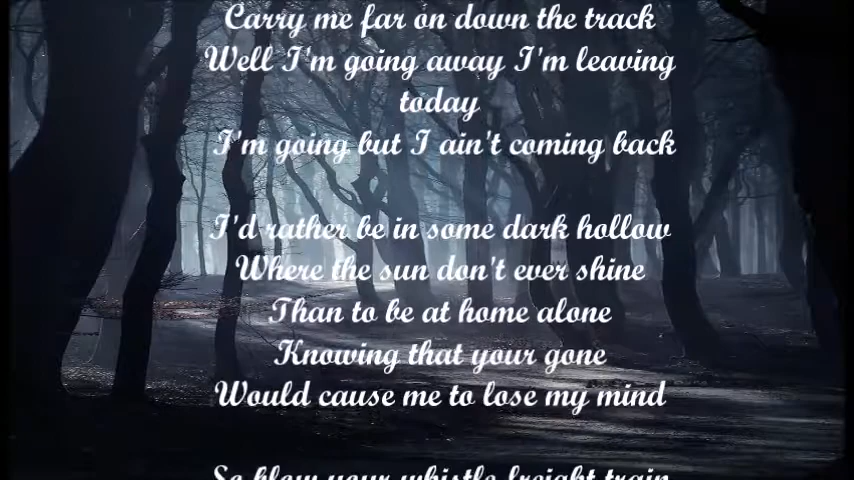 Carry me far on down the track
Well I'm going away I'm leaving
today
I'm going but I ain't coming back
I'd rather be in some dark hollow
Where the sun don't ever shine
Than to be at home alone
Knowing that your gone
Would cause me to lose my mind
So blow your whistle freight train